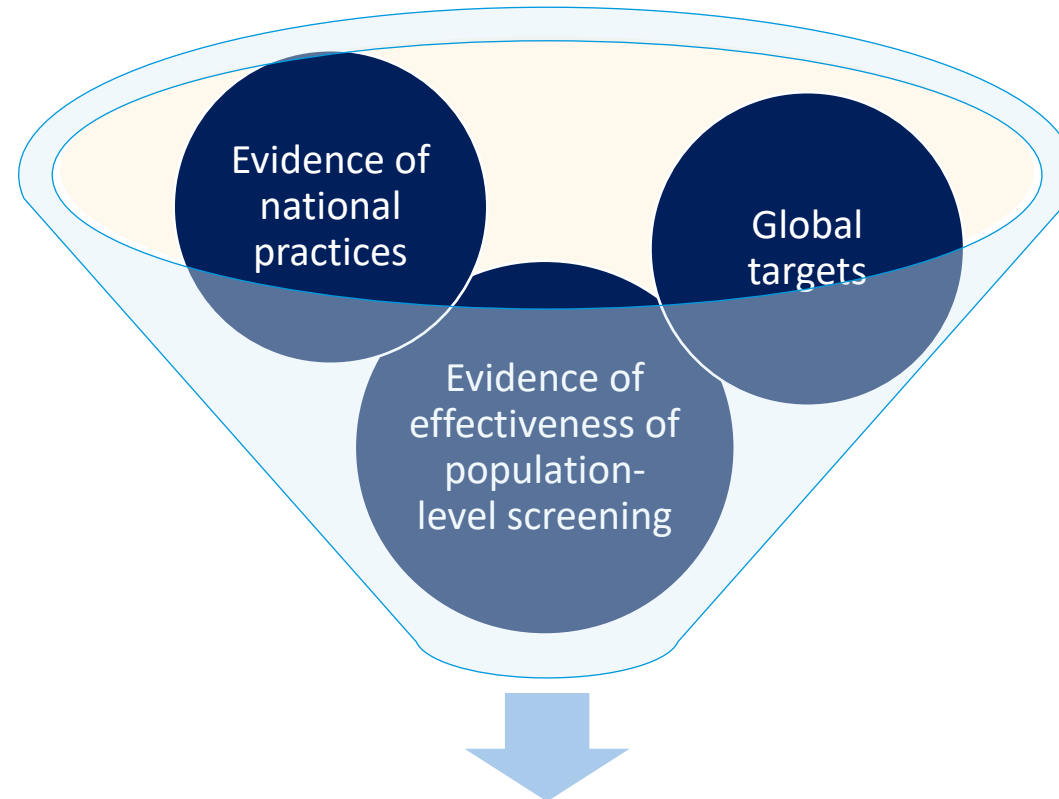 Evidence of
national
practices
Global
targets
Evidence of
effectiveness of
population-
level screening